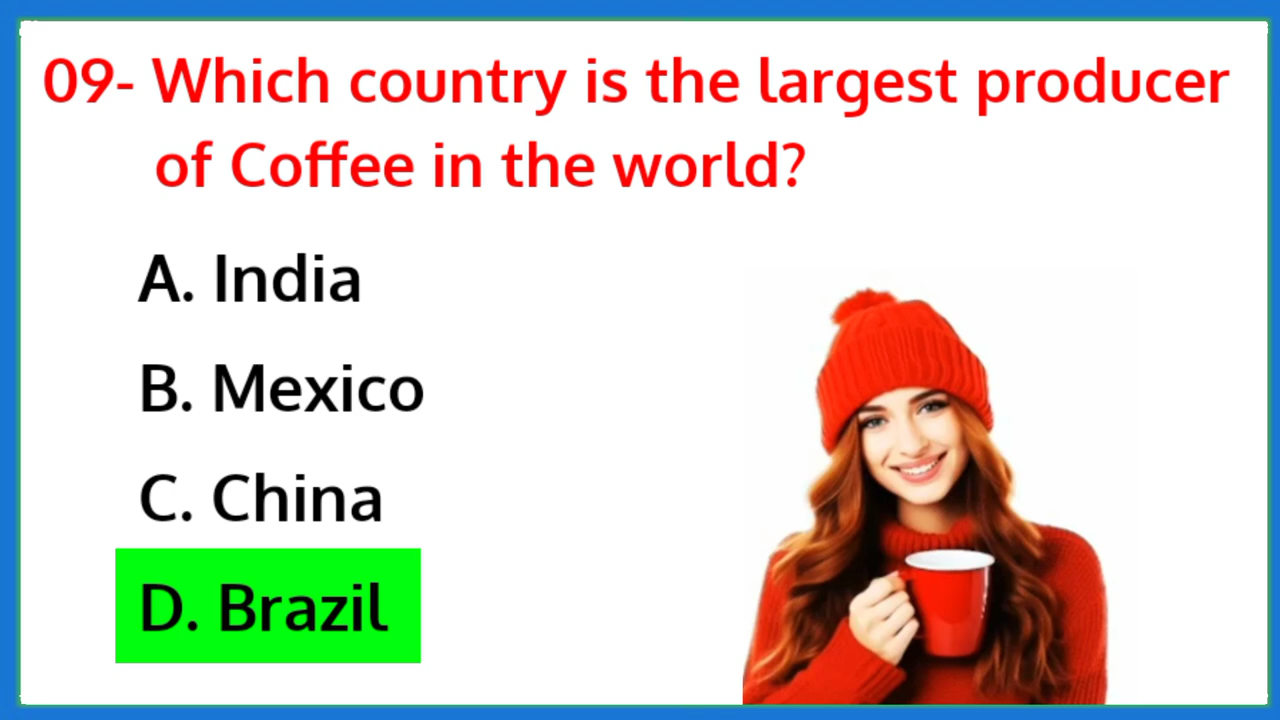 09- Which country is the largest producer
of Coffee in the world?
A. India
B. Mexico
C. China
D. Brazil